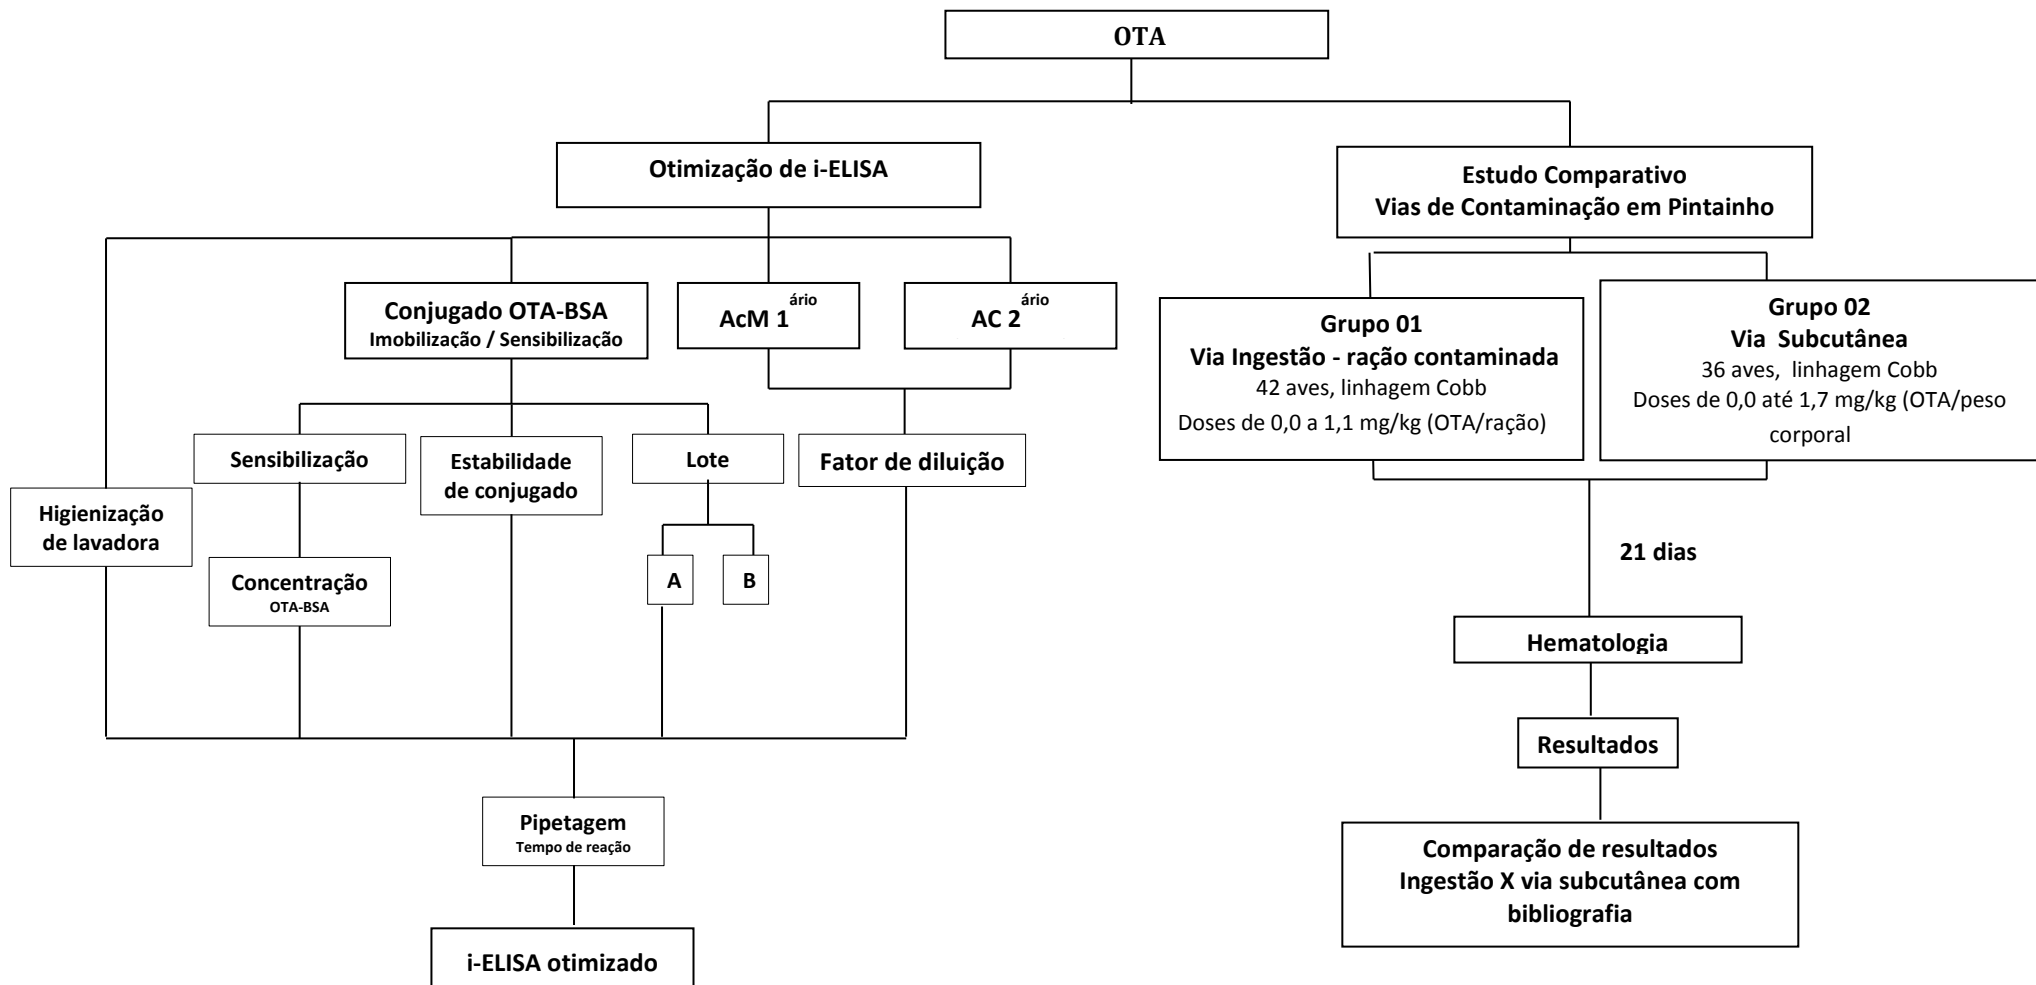 OTA
Otimização de i-ELISA
Estudo Comparativo
Vias de Contaminação em Pintainho
Conjugado OTA-BSA
Imobilização / Sensibilização
AcM 1ário
AC 2ário
Grupo 01
Via Ingestão - ração contaminada
42 aves, linhagem Cobb
Doses de 0,0 a 1,1 mg/kg (OTA/ração)
Grupo 02
Via Subcutânea
36 aves, linhagem Cobb
Doses de 0,0 até 1,7 mg/kg (OTA/peso
corporal
Sensibilização
Estabilidade
de conjugado
Lote
Fator de diluição
Higienização
de lavadora
Concentração
OTA-BSA
A
B
21 dias
Hematologia
Resultados
Pipetagem
Tempo de reação
Comparação de resultados
Ingestão X via subcutânea com
bibliografia
i-ELISA otimizado